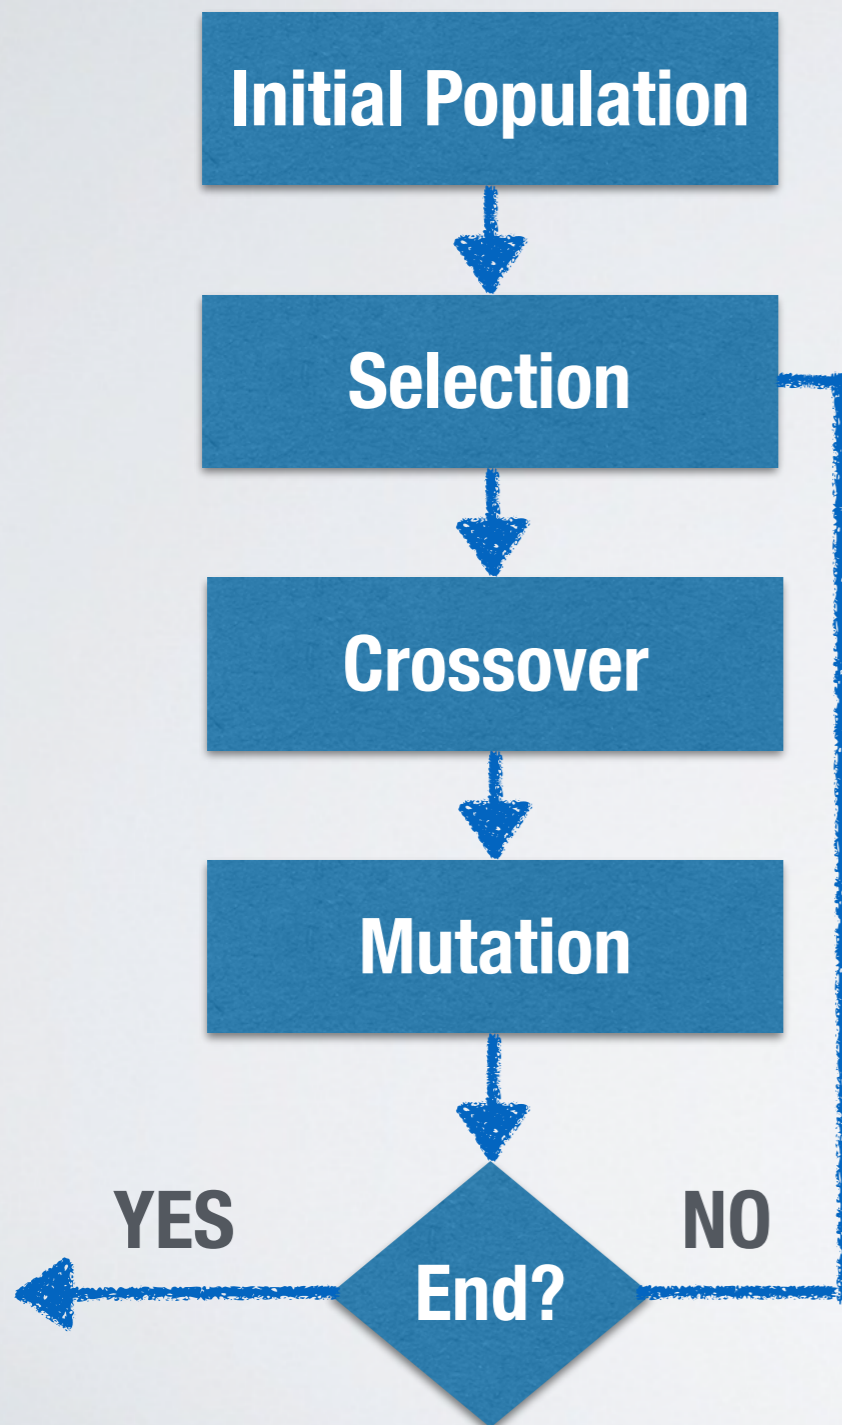 Initial Population
Selection
Crossover
Mutation
YES
NO
End?